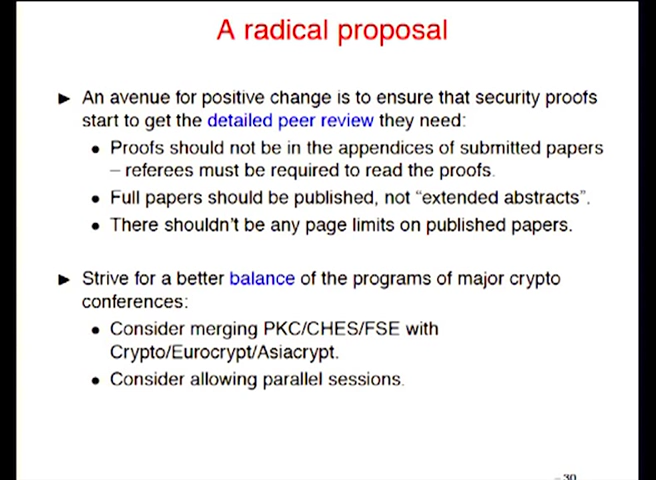 A radical proposal
► An avenue for positive change is to ensure that security proofs
start to get the detailed peer review they need:
• Proofs should not be in the appendices of submitted papers
– referees must be required to read the proofs.
• Full papers should be published, not “extended abstracts”.
• There shouldn’t be any page limits on published papers.
► Strive for a better balance of the programs of major crypto
conferences:
• Consider merging PKC/CHES/FSE with
Crypto/Eurocrypt/Asiacrypt.
• Consider allowing parallel sessions.